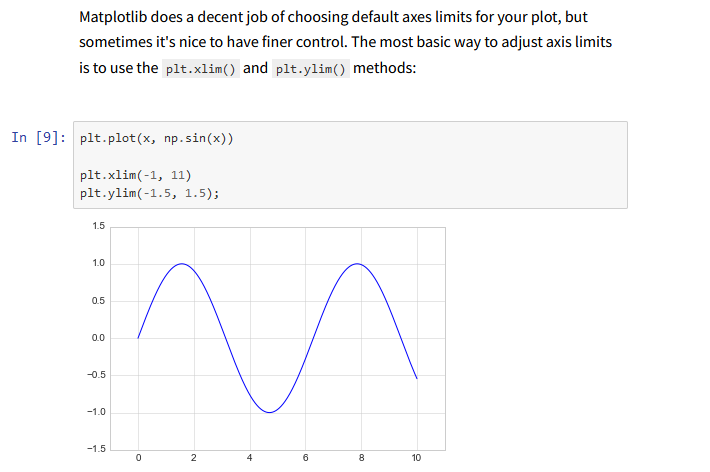 Matplotlib does a decent job of choosing default axes limits for your plot, but
sometimes it's nice to have finer control. The most basic way to adjust axis limits
is to use the plt.xlim() and plt.ylim() methods:
In [9]: plt.plot(x, np.sin(x))
plt.xlim(-1, 11)
plt.ylim(-1.5, 1.5);
1.5
1.0
0.5
0.0
−0.5
−1.0
−1.5
0 2 4 6 8 10